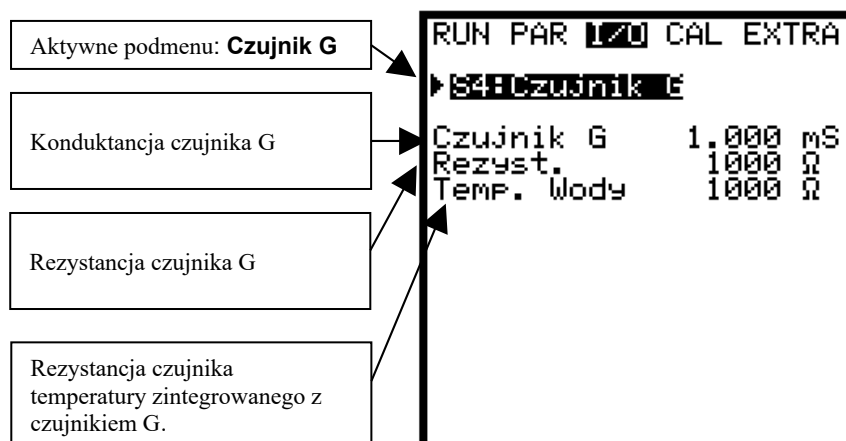 Aktywne podmenu: Czujnik G
Konduktancja czujnika G
Rezystancja czujnika G
Rezystancja czujnika
temperatury zintegrowanego z
czujnikiem G.
RUN PAR I/O CAL EXTRA
S4:Czujnik G
Czujnik G 1.000 mS
Rezyst. 1000 Ω
Temp. Wody 1000 Ω